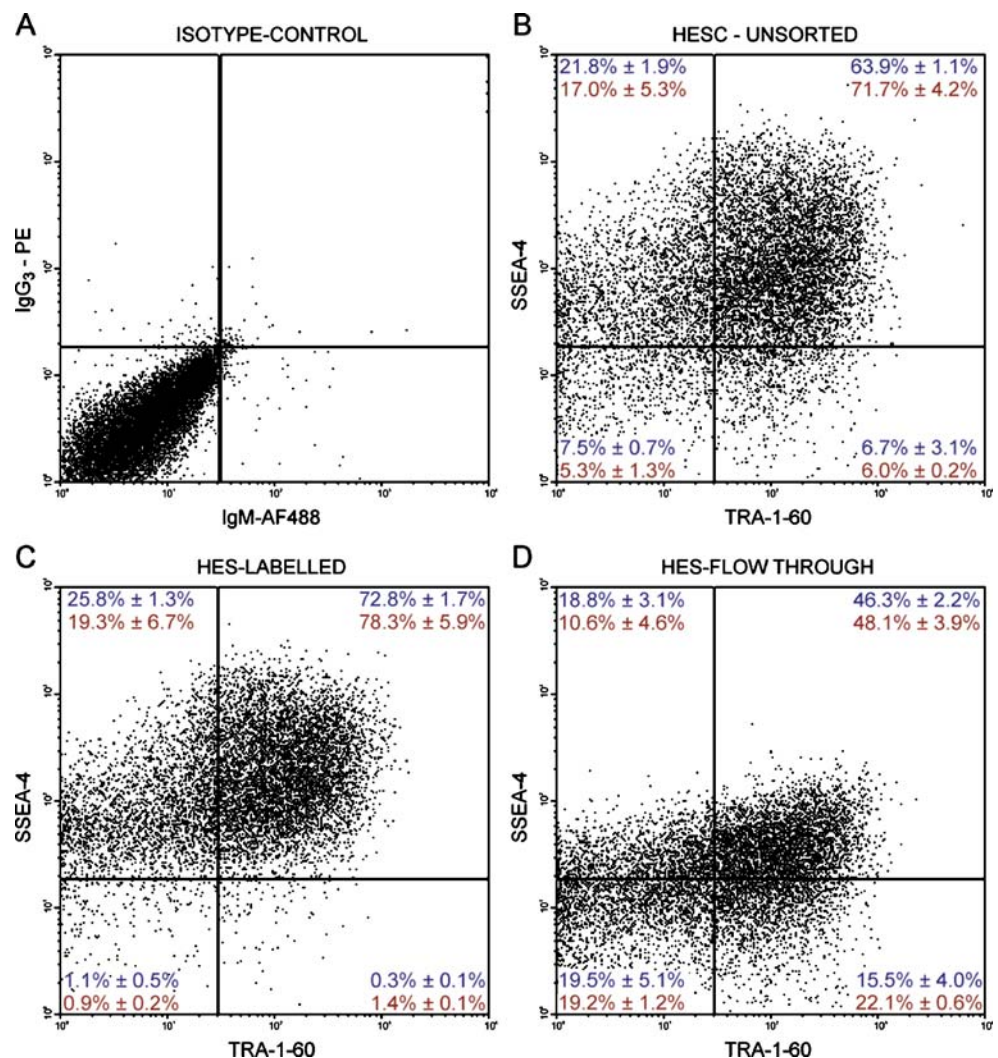 A
ISOTYPE-CONTROL
IgG3 - PE
IgM-AF488
B
HESC - UNSORTED
21.8% ± 1.9%
17.0% ± 5.3%
63.9% ± 1.1%
71.7% ± 4.2%
SSEA-4
7.5% ± 0.7%
5.3% ± 1.3%
6.7% ± 3.1%
6.0% ± 0.2%
TRA-1-60
C
HES-LABELLED
25.8% ± 1.3%
19.3% ± 6.7%
72.8% ± 1.7%
78.3% ± 5.9%
SSEA-4
1.1% ± 0.5%
0.9% ± 0.2%
0.3% ± 0.1%
1.4% ± 0.1%
TRA-1-60
D
HES-FLOW THROUGH
18.8% ± 3.1%
10.6% ± 4.6%
46.3% ± 2.2%
48.1% ± 3.9%
SSEA-4
19.5% ± 5.1%
19.2% ± 1.2%
15.5% ± 4.0%
22.1% ± 0.6%
TRA-1-60